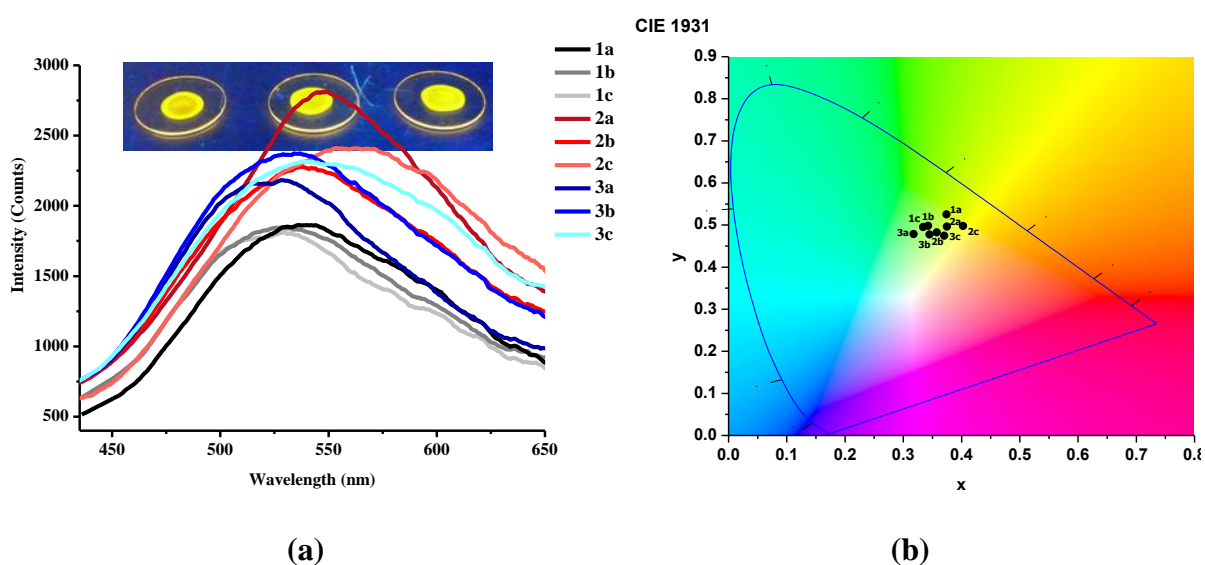 CIE 1931
1a
1b
1c
2a
2b
2c
3a
3b
3c
3000
2500
2000
1500
1000
500
Intensity (Counts)
450
500
550
600
650
Wavelength (nm)
0.9
0.8
0.7
0.6
0.5
0.4
0.3
0.2
0.1
0.0
y
1a
1c 1b
2a
2c
3a
3b 2b 3c
0.0 0.1 0.2 0.3 0.4 0.5 0.6 0.7
x
(a)
(b)